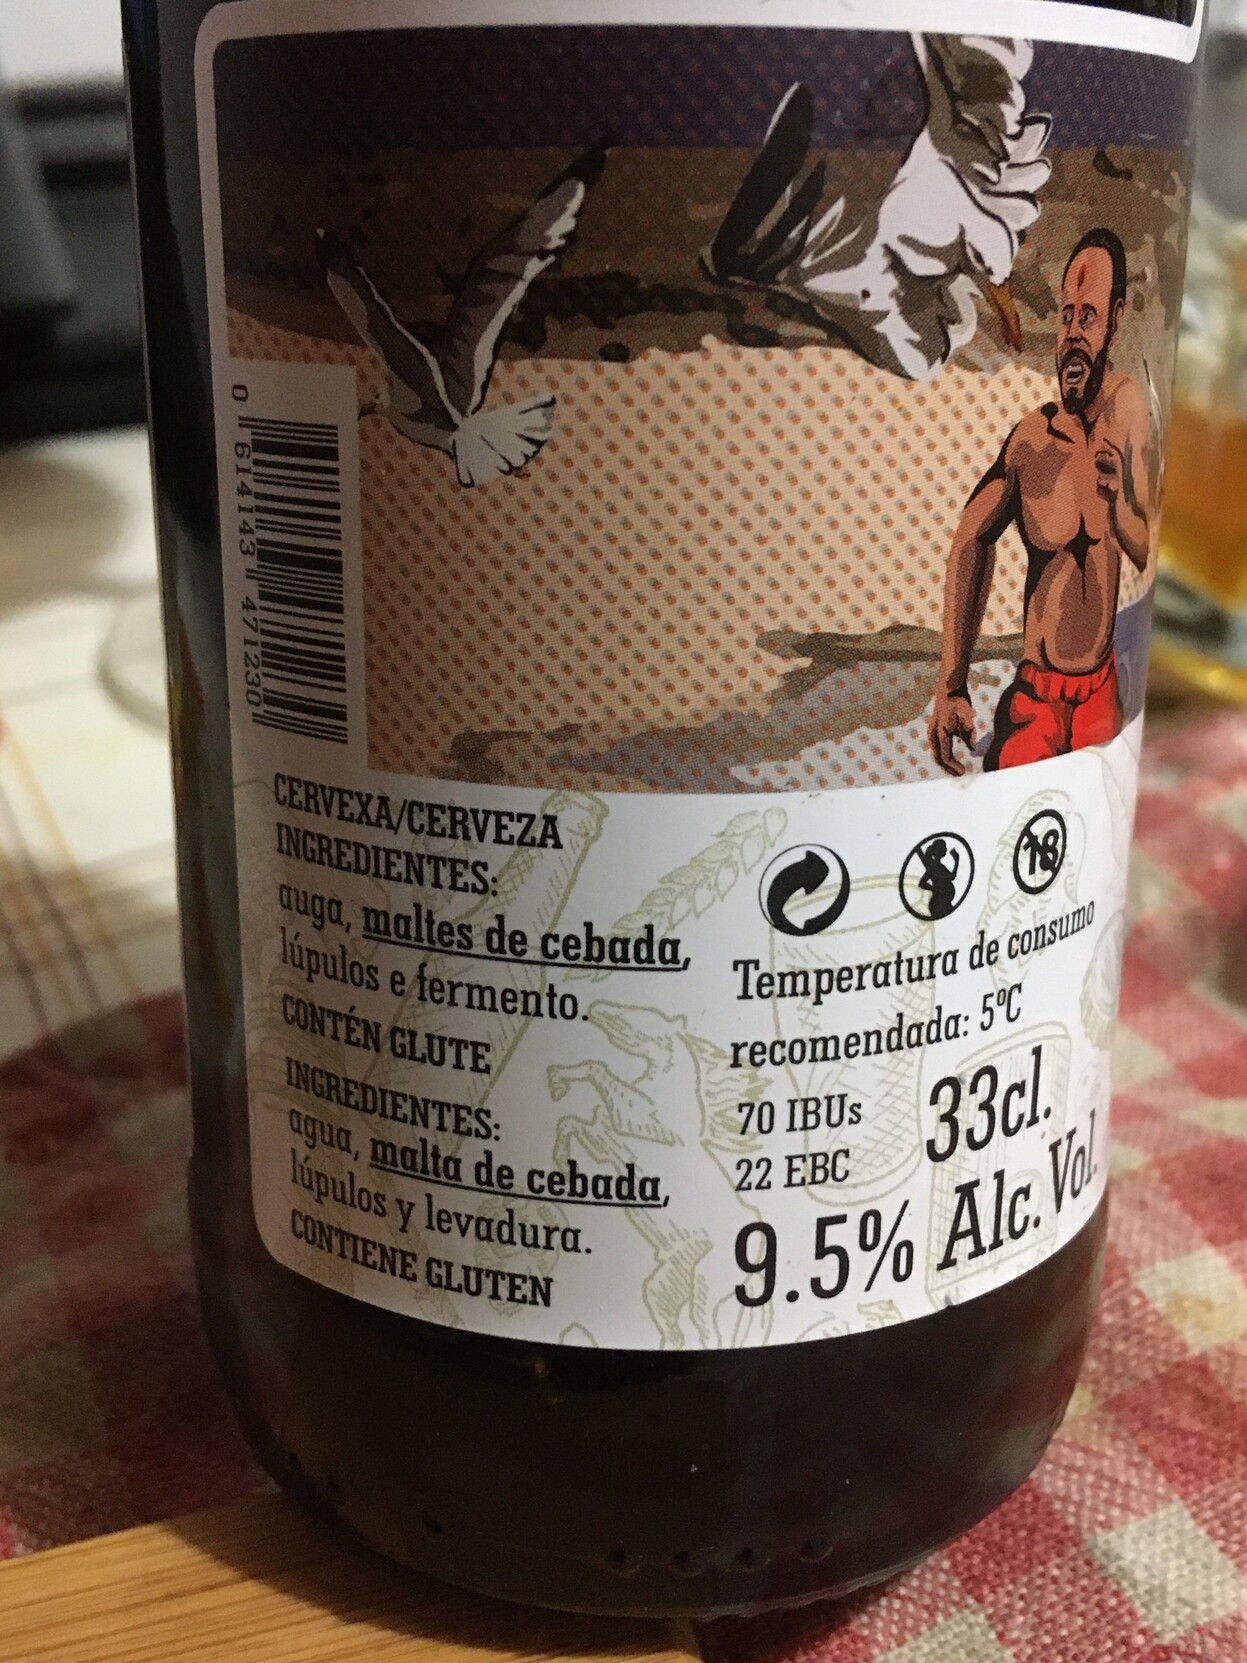 0 614143 471230
CERVEXA/CERVEZA
INGREDIENTES:
auga, maltes de cebada,
lúpulos e fermento.
CONTÉN GLUTE
INGREDIENTES:
agua, malta de cebada,
lúpulos y levadura.
CONTIENE GLUTEN
18
Temperatura de consumo
recomendada: 5ºC
70 IBUs
22 EBC
33cl.
9.5% Alc. Vol.